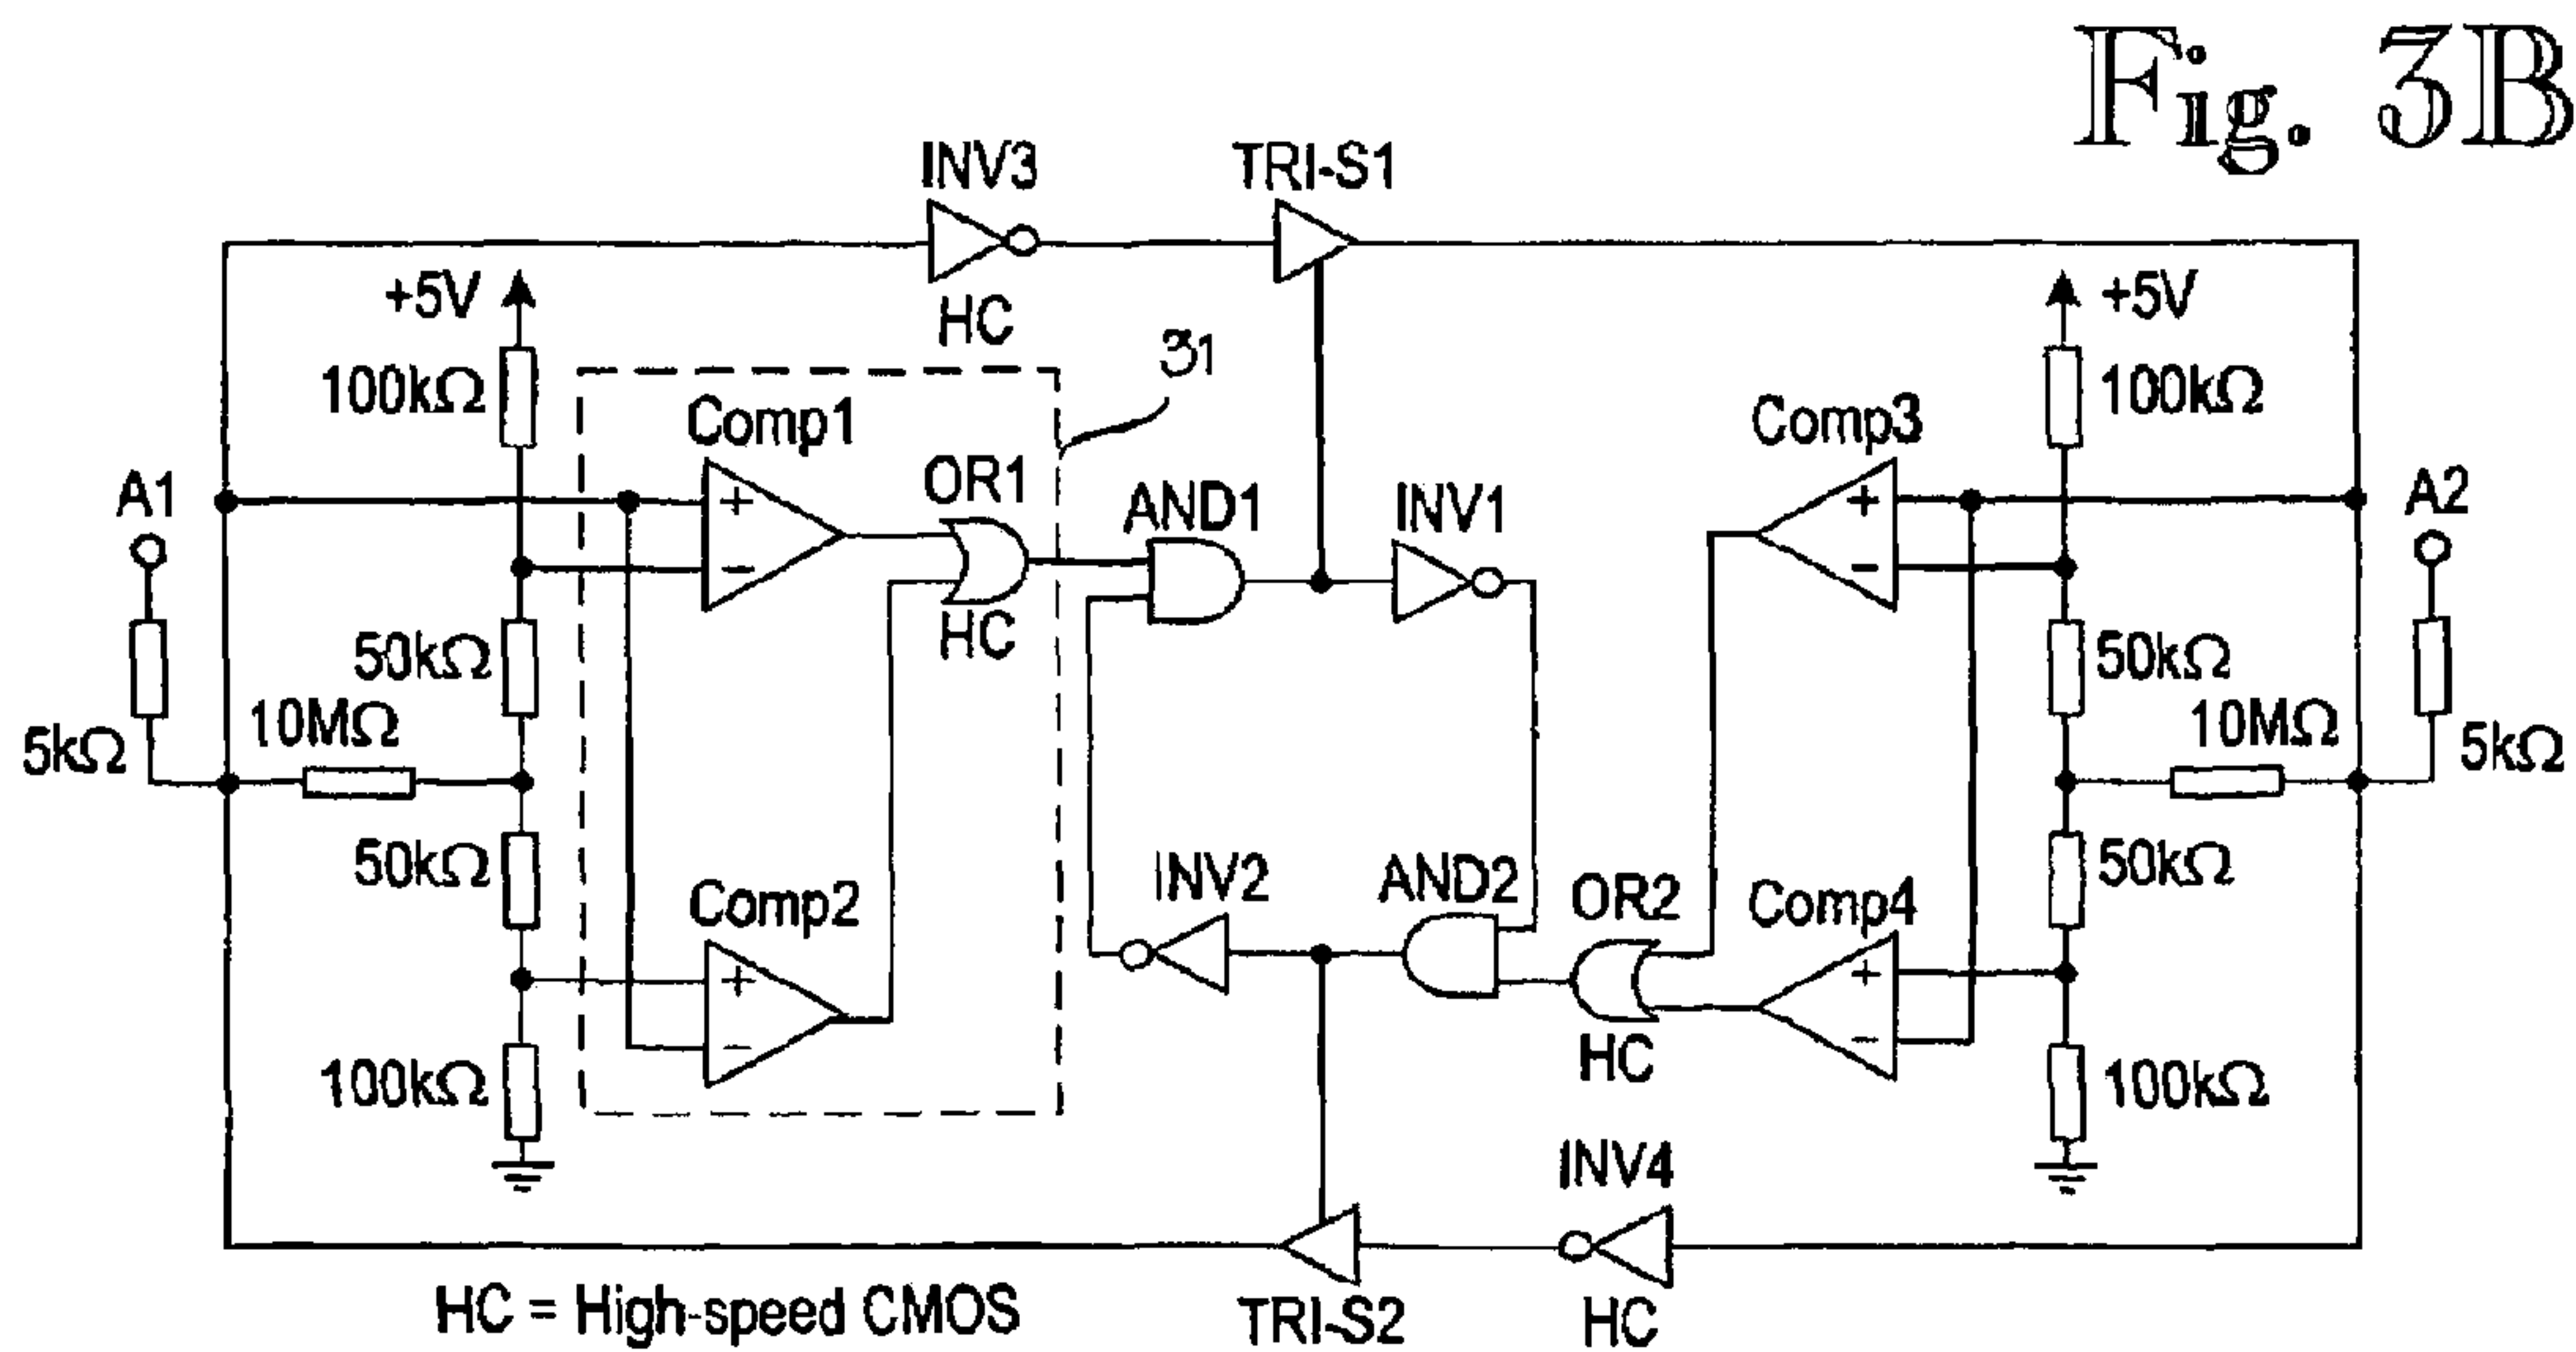 Fig. 3B
INV3
TRI-S1
HC
+5V
+5V
31
100kΩ
100kΩ
Comp1
Comp3
OR1
A1
AND1
INV1
A2
+
+
−
−
HC
50kΩ
50kΩ
10MΩ
10MΩ
5kΩ
5kΩ
50kΩ
50kΩ
INV2
AND2
OR2
Comp2
Comp4
+
+
−
−
HC
100kΩ
100kΩ
INV4
HC = High-speed CMOS
TRI-S2
HC